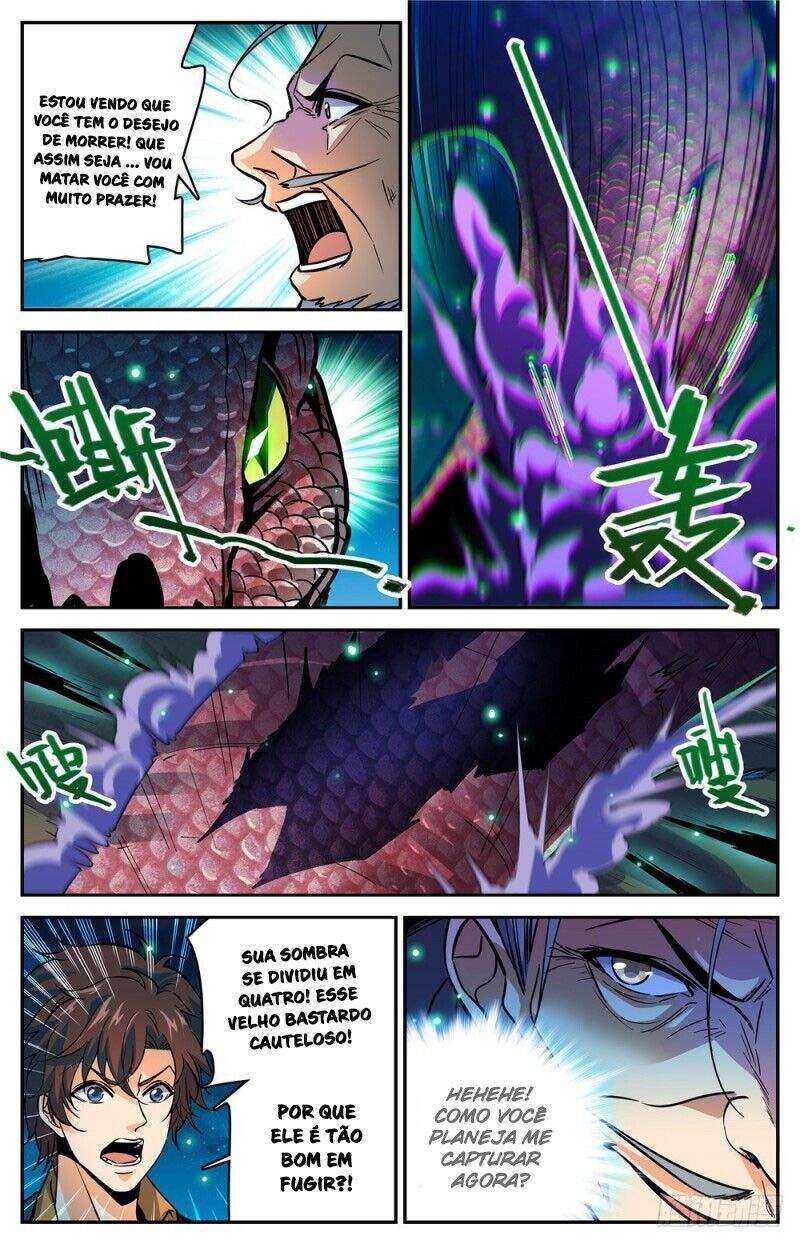 ESTOU VENDO QUE
VOCÊ TEM O DESEJO
DE MORRER! QUE
ASSIM SEJA ... VOU
MATAR VOCÊ COM
MUITO PRAZER!
轰
嘶
嗖
嗖
SUA SOMBRA
SE DIVIDIU EM
QUATRO! ESSE
VELHO BASTARDO
CAUTELOSO!
POR QUE
ELE É TÃO
BOM EM
FUGIR?!
HEHEHE!
COMO VOCÊ
PLANEJA ME
CAPTURAR
AGORA?